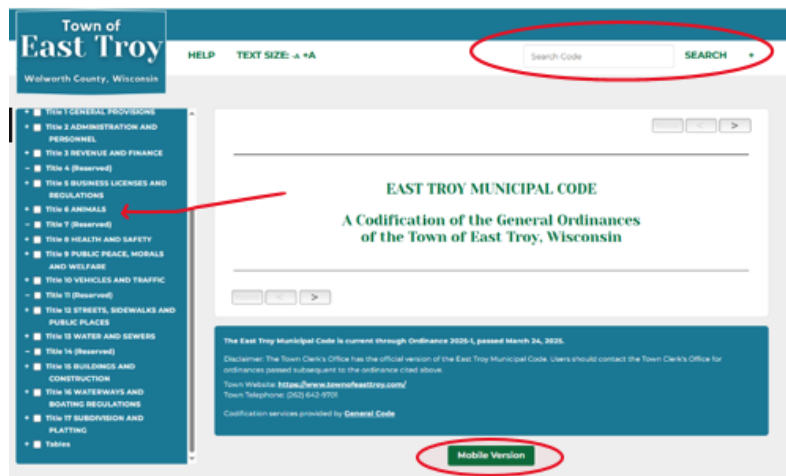 Town of
East Troy
Walworth County, Wisconsin
HELP
TEXT SIZE: -A +A
Search Code
SEARCH
+
+ Title 1 GENERAL PROVISIONS
+ Title 2 ADMINISTRATION AND
PERSONNEL
+ Title 3 REVENUE AND FINANCE
– Title 4 (Reserved)
+ Title 5 BUSINESS LICENSES AND
REGULATIONS
+ Title 6 ANIMALS
– Title 7 (Reserved)
+ Title 8 HEALTH AND SAFETY
+ Title 9 PUBLIC PEACE, MORALS
AND WELFARE
+ Title 10 VEHICLES AND TRAFFIC
– Title 11 (Reserved)
+ Title 12 STREETS, SIDEWALKS AND
PUBLIC PLACES
+ Title 13 WATER AND SEWERS
– Title 14 (Reserved)
+ Title 15 BUILDINGS AND
CONSTRUCTION
+ Title 16 WATERWAYS AND
BOATING REGULATIONS
+ Title 17 SUBDIVISION AND
PLATTING
+ Tables
< >
EAST TROY MUNICIPAL CODE
A Codification of the General Ordinances
of the Town of East Troy, Wisconsin
< >
The East Troy Municipal Code is current through Ordinance 2025-1, passed March 24, 2025.
Disclaimer: The Town Clerk's Office has the official version of the East Troy Municipal Code. Users should contact the Town Clerk's Office for
ordinances passed subsequent to the ordinance cited above.
Town Website: https://www.townofeasttroy.com/
Town Telephone: (262) 642-9701
Codification services provided by General Code
Mobile Version